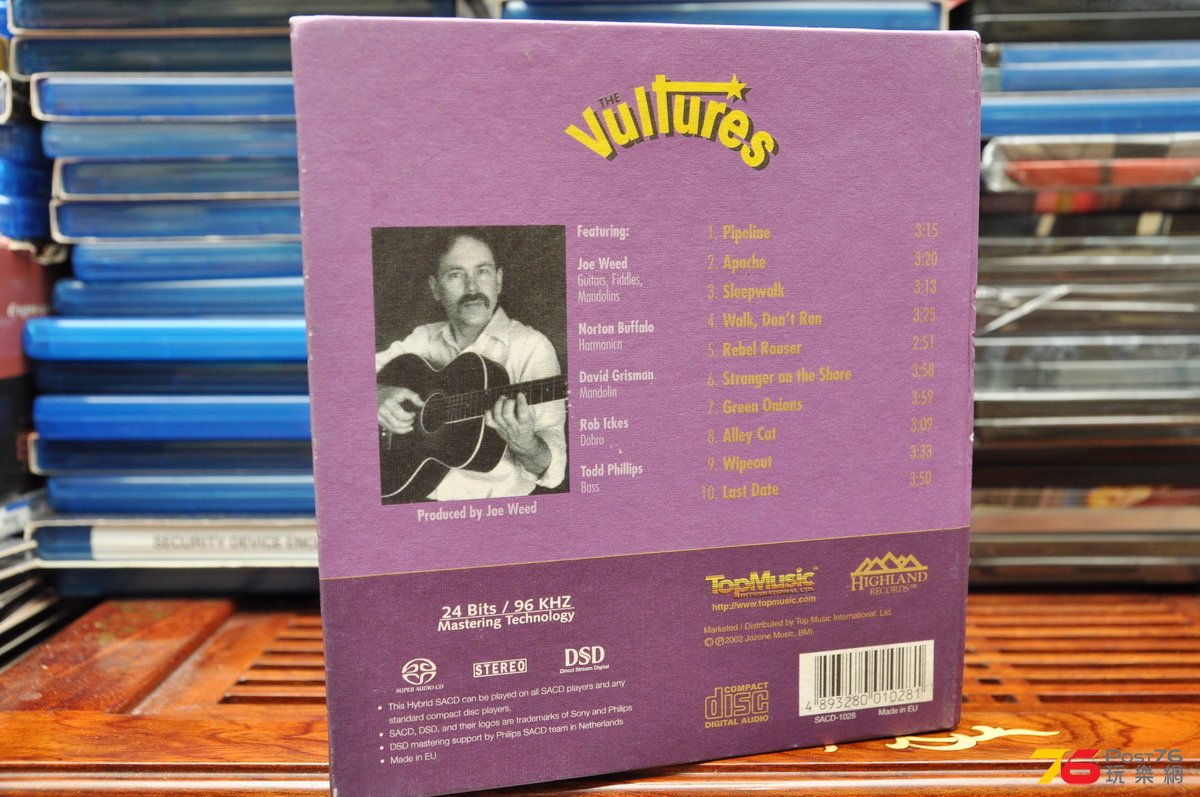 THE
Vultures
Featuring:
Joe Weed
Guitars, Fiddles,
Mandolins
Norton Buffalo
Harmonica
David Grisman
Mandolin
Rob Ickes
Dobro
Todd Phillips
Bass
Produced by Joe Weed
1. Pipeline 3:15
2. Apache 3:20
3. Sleepwalk 3:13
4. Walk, Don't Run 3:25
5. Rebel Rouser 2:51
6. Stranger on the Shore 3:58
7. Green Onions 3:59
8. Alley Cat 3:09
9. Wipeout 3:33
10. Last Date 3:50
24 Bits / 96 KHZ
Mastering Technology
SUPER AUDIO CD
STEREO
DSD
Direct Stream Digital
• This Hybrid SACD can be played on all SACD players and any
standard compact disc players.
• SACD, DSD, and their logos are trademarks of Sony and Philips
• DSD mastering support by Philips SACD team in Netherlands
• Made in EU
TopMusic™
INTERNATIONAL LTD.
http://www.topmusic.com
HIGHLAND
RECORDS™
Marketed / Distributed by Top Music International. Ltd.
©℗2002 Jozone Music, BMI.
COMPACT
disc
DIGITAL AUDIO
4 893280 010281
SACD-1028 Made in EU
SECURITY DEVICE ENC
76 Post76
玩樂網